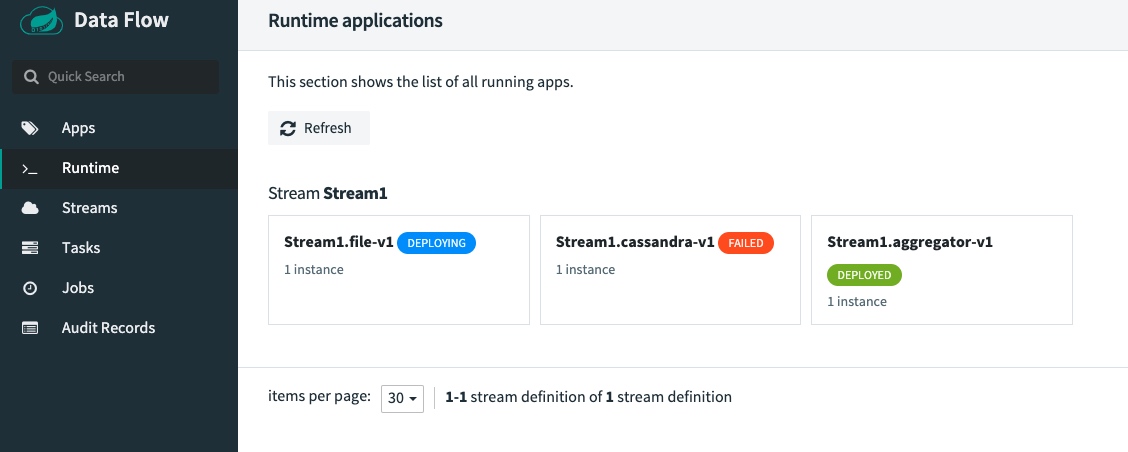 Data Flow
Quick Search
Apps
Runtime
Streams
Tasks
Jobs
Audit Records
Runtime applications
This section shows the list of all running apps.
Refresh
Stream Stream1
Stream1.file-v1 DEPLOYING
1 instance
Stream1.cassandra-v1 FAILED
1 instance
Stream1.aggregator-v1
DEPLOYED
1 instance
items per page: 30 1-1 stream definition of 1 stream definition